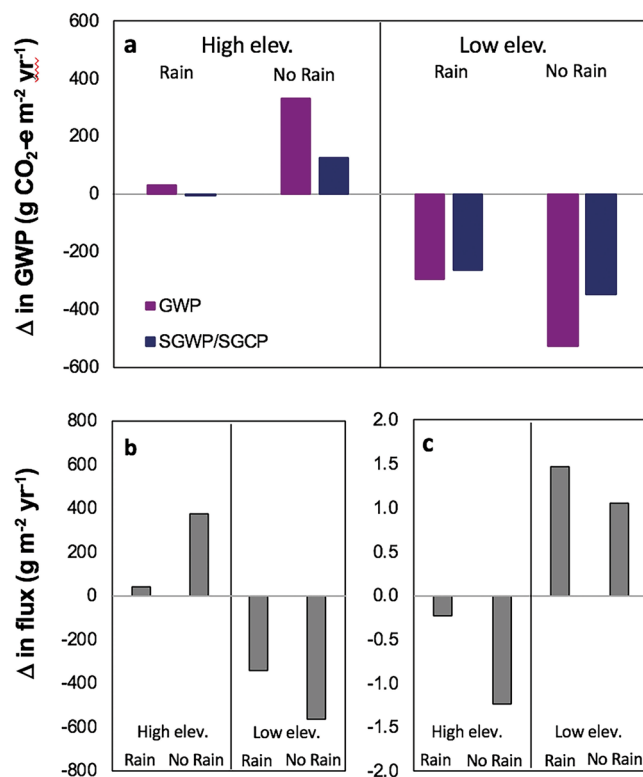 Δ in GWP (g CO₂-e m⁻² yr⁻¹)
600
400
200
0
-200
-400
-600
a
High elev.
Low elev.
Rain
No Rain
Rain
No Rain
GWP
SGWP/SGCP
Δ in flux (g m⁻² yr⁻¹)
800
600
400
200
0
-200
-400
-600
-800
b
High elev.
Low elev.
Rain
No Rain
Rain
No Rain
2.0
1.5
1.0
0.5
0.0
-0.5
-1.0
-1.5
-2.0
c
High elev.
Low elev.
Rain
No Rain
Rain
No Rain